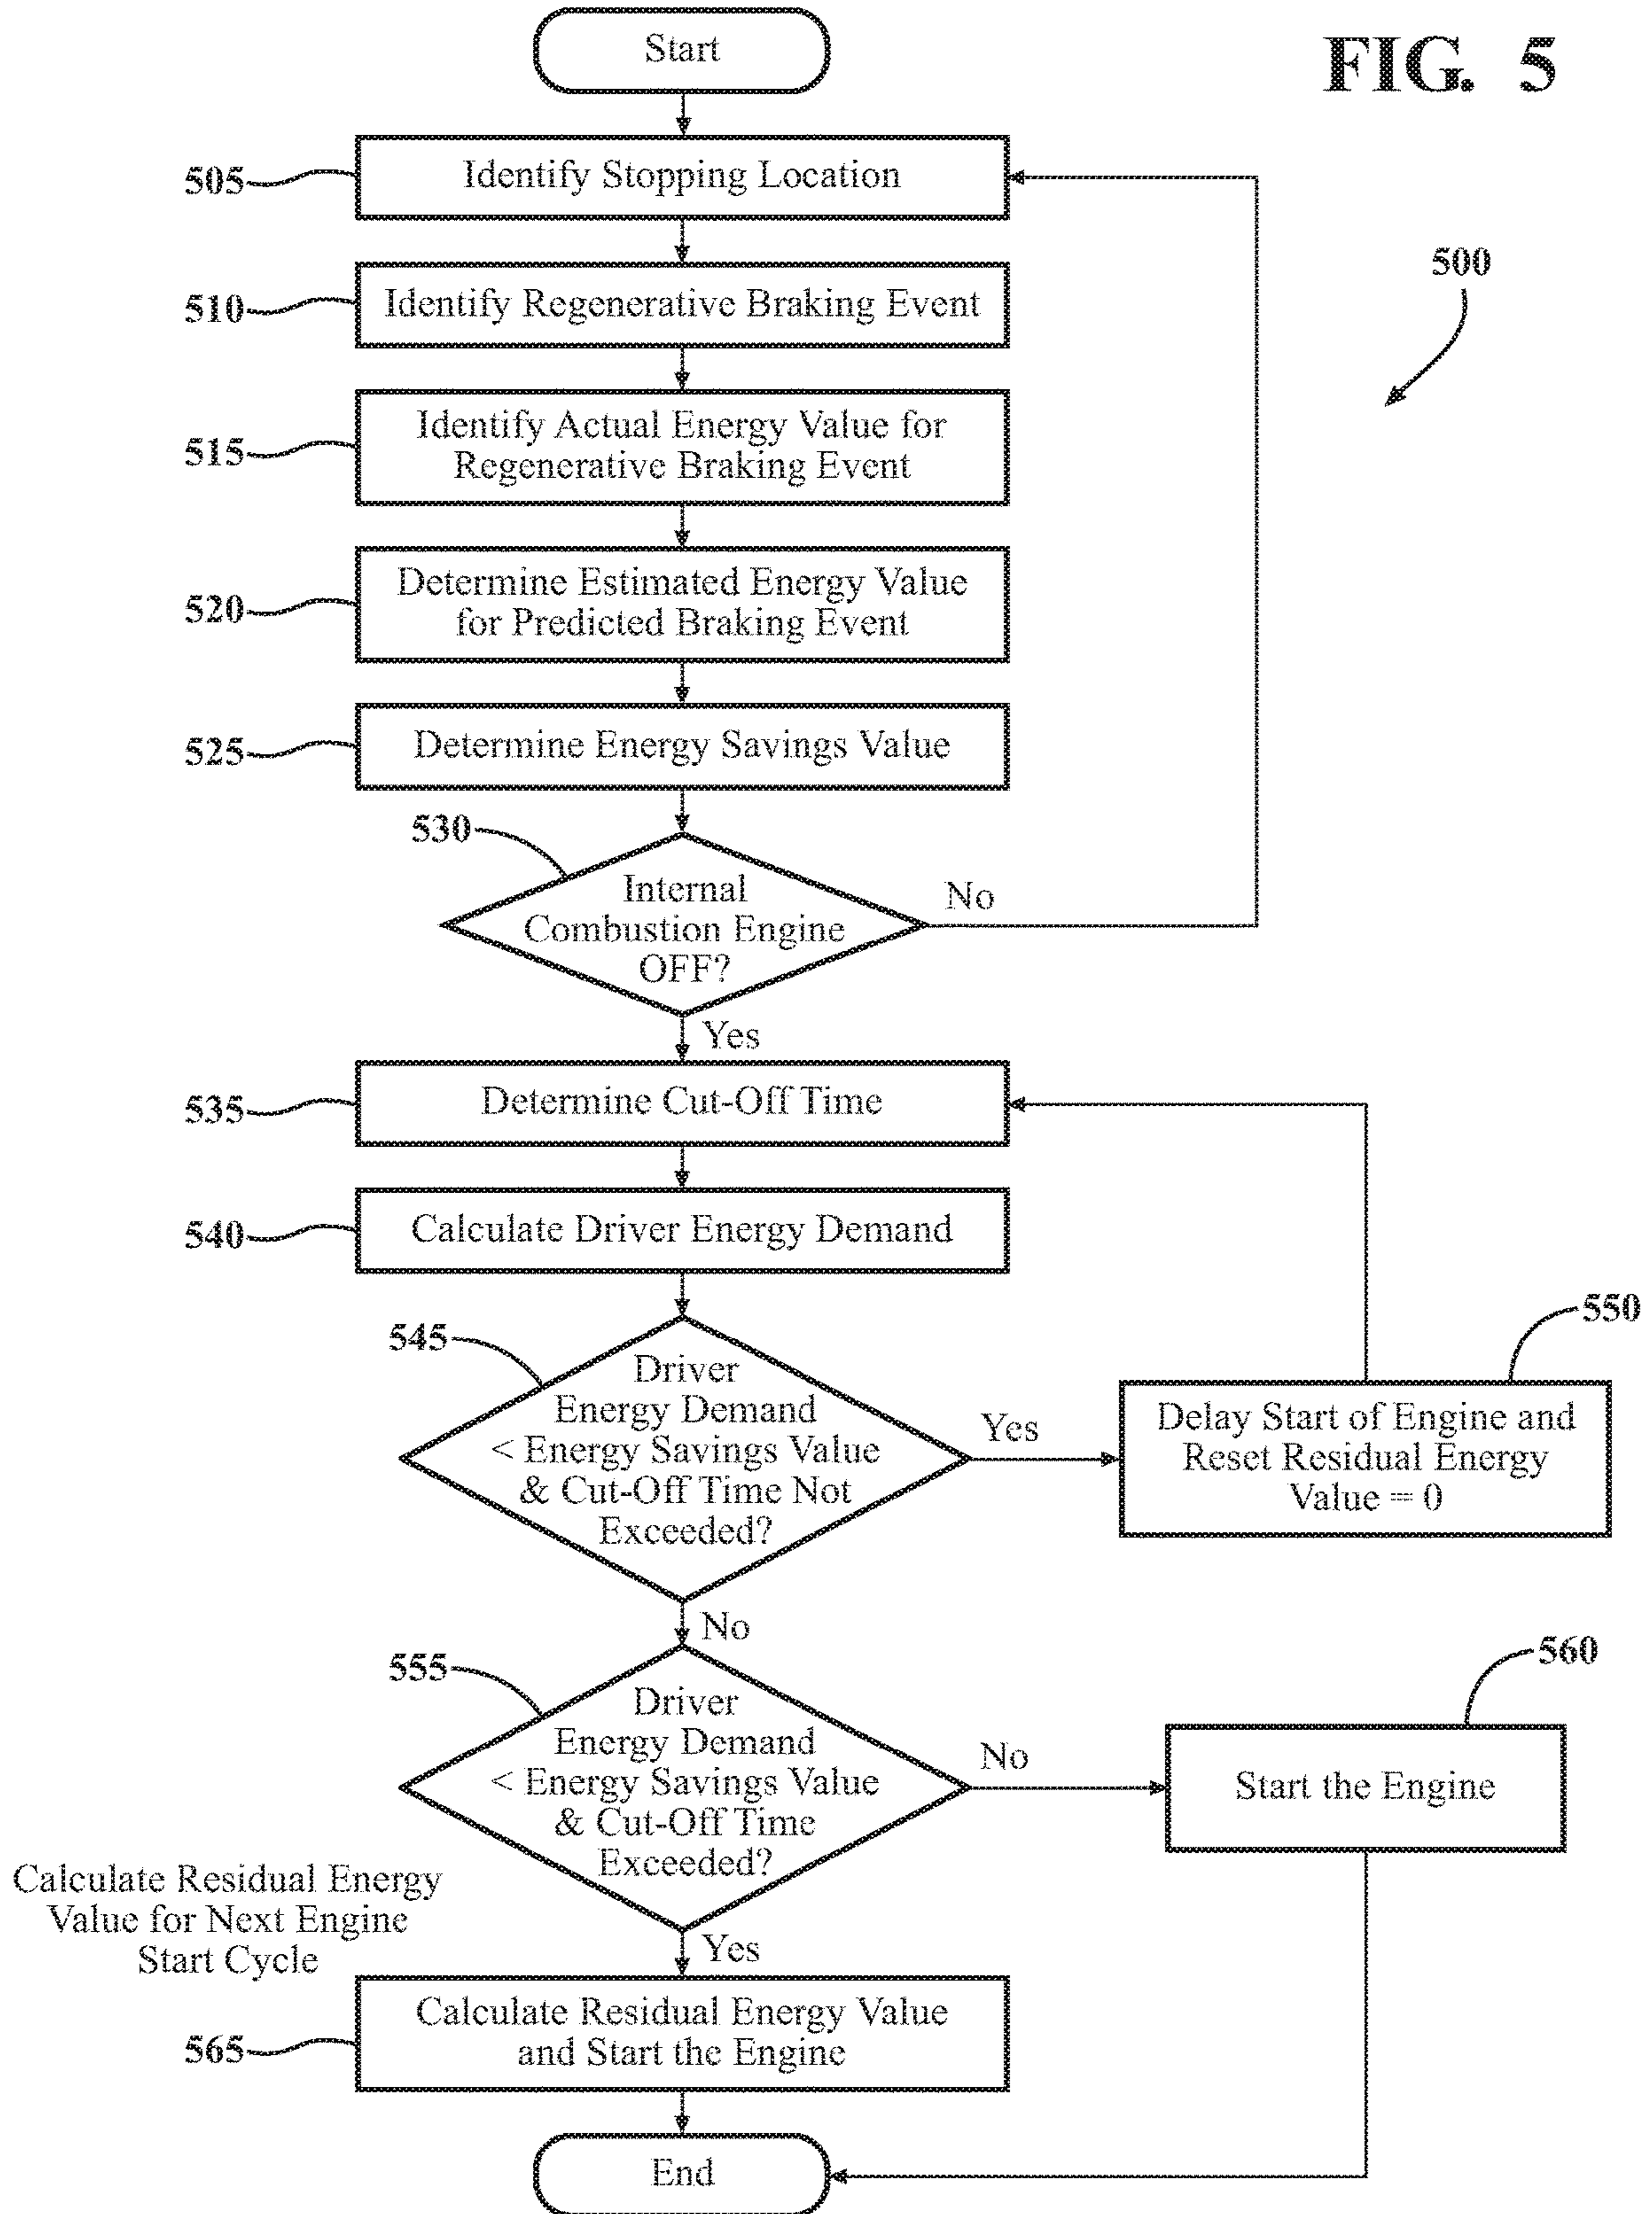 FIG. 5
Start
505
Identify Stopping Location
500
510
Identify Regenerative Braking Event
515
Identify Actual Energy Value for
Regenerative Braking Event
520
Determine Estimated Energy Value
for Predicted Braking Event
525
Determine Energy Savings Value
530
Internal
Combustion Engine
OFF?
No
Yes
535
Determine Cut-Off Time
540
Calculate Driver Energy Demand
545
Driver
Energy Demand
< Energy Savings Value
& Cut-Off Time Not
Exceeded?
Yes
550
Delay Start of Engine and
Reset Residual Energy
Value = 0
No
555
Driver
Energy Demand
< Energy Savings Value
& Cut-Off Time
Exceeded?
No
560
Start the Engine
Calculate Residual Energy
Value for Next Engine
Start Cycle
Yes
565
Calculate Residual Energy Value
and Start the Engine
End